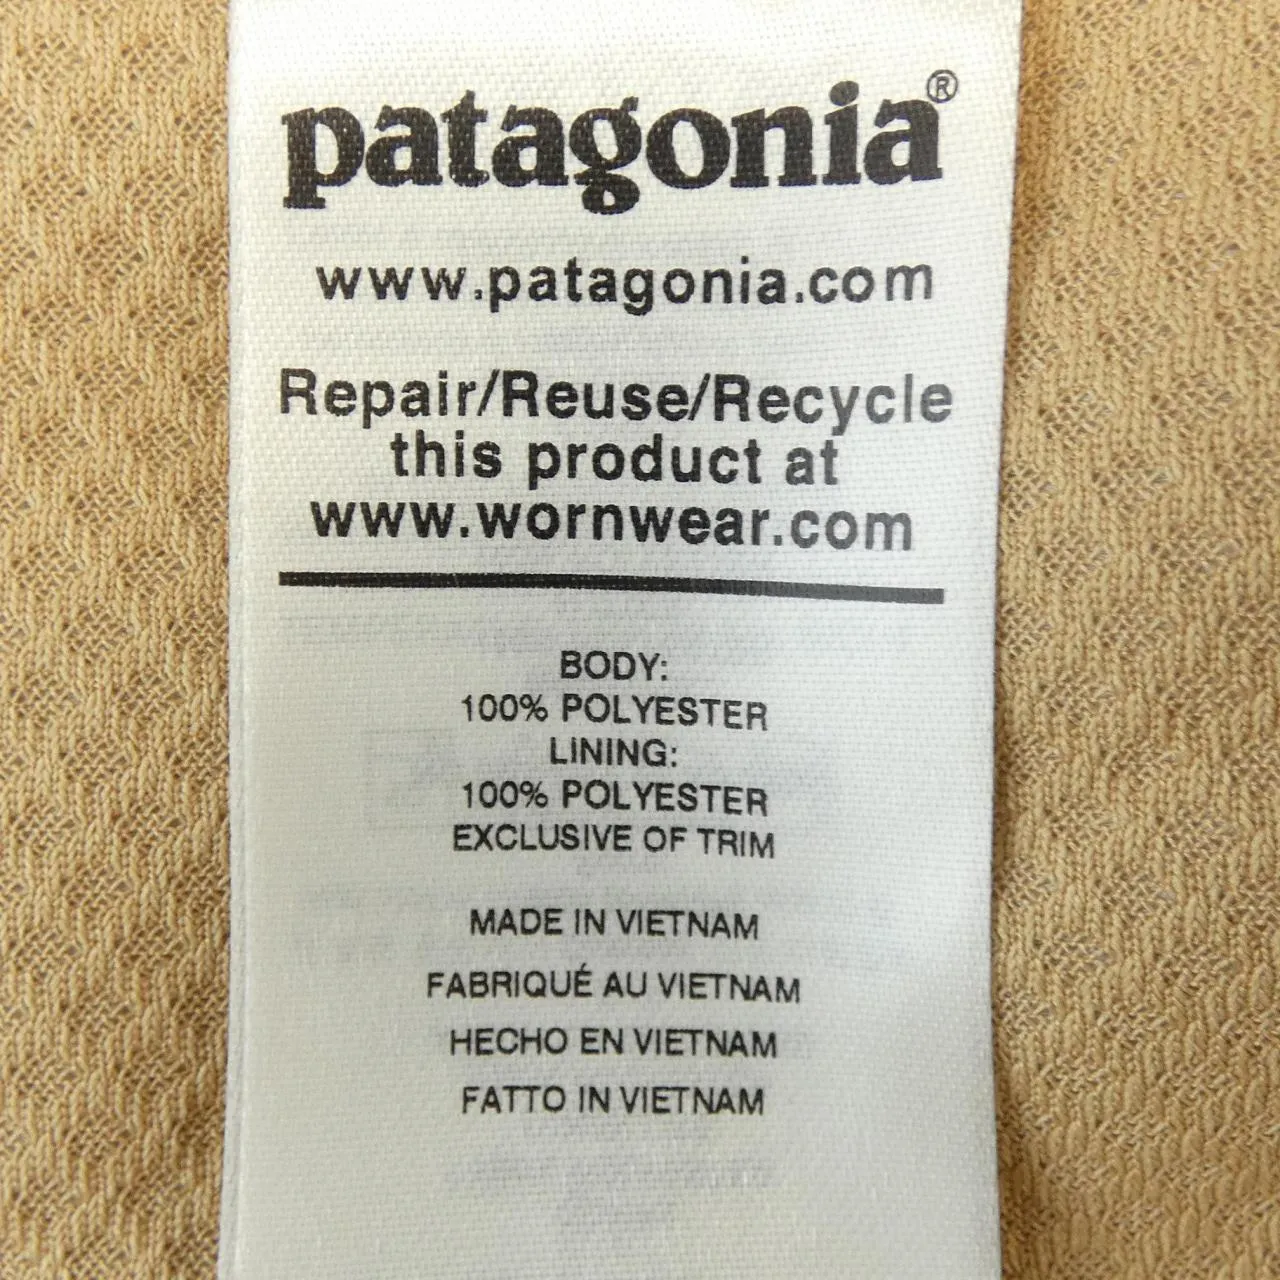 patagonia®
www.patagonia.com
Repair/Reuse/Recycle
this product at
www.wornwear.com
BODY:
100% POLYESTER
LINING:
100% POLYESTER
EXCLUSIVE OF TRIM
MADE IN VIETNAM
FABRIQUÉ AU VIETNAM
HECHO EN VIETNAM
FATTO IN VIETNAM